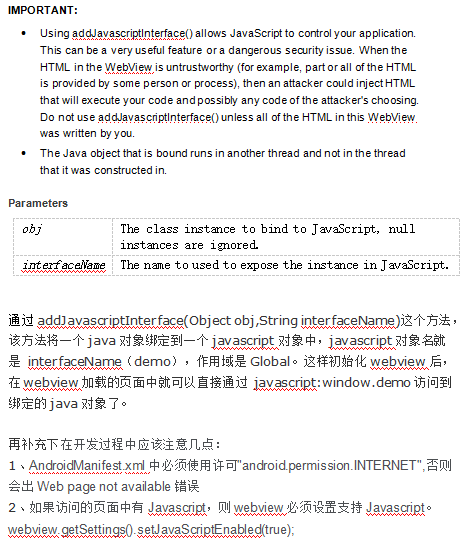 IMPORTANT:
• Using addJavascriptInterface() allows JavaScript to control your application.
This can be a very useful feature or a dangerous security issue. When the
HTML in the WebView is untrustworthy (for example, part or all of the HTML
is provided by some person or process), then an attacker could inject HTML
that will execute your code and possibly any code of the attacker's choosing.
Do not use addJavascriptInterface() unless all of the HTML in this WebView
was written by you.
• The Java object that is bound runs in another thread and not in the thread
that it was constructed in.
Parameters
obj The class instance to bind to JavaScript, null
instances are ignored.
interfaceName The name to used to expose the instance in JavaScript.
通过 addJavascriptInterface(Object obj,String interfaceName)这个方法，
该方法将一个 java 对象绑定到一个 javascript 对象中，javascript 对象名就
是 interfaceName（demo），作用域是 Global。这样初始化 webview 后，
在 webview 加载的页面中就可以直接通过 javascript:window.demo 访问到
绑定的 java 对象了。
再补充下在开发过程中应该注意几点：
1、AndroidManifest.xml 中必须使用许可"android.permission.INTERNET",否则
会出 Web page not available 错误
2、如果访问的页面中有 Javascript，则 webview 必须设置支持 Javascript。
webview.getSettings().setJavaScriptEnabled(true);